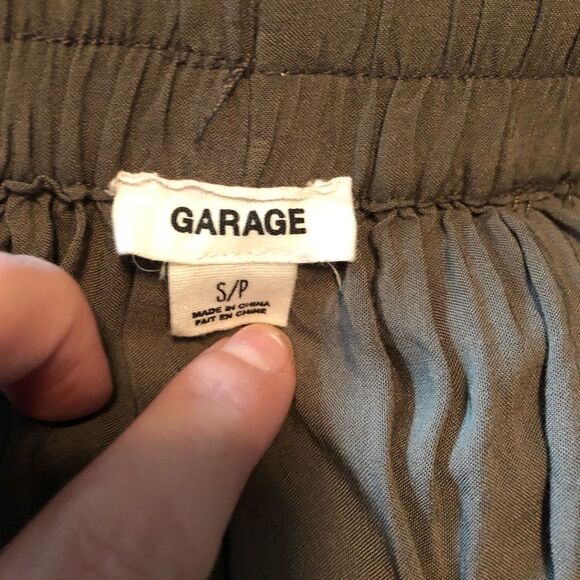 GARAGE
S/P
MADE IN CHINA
FAIT EN CHINE